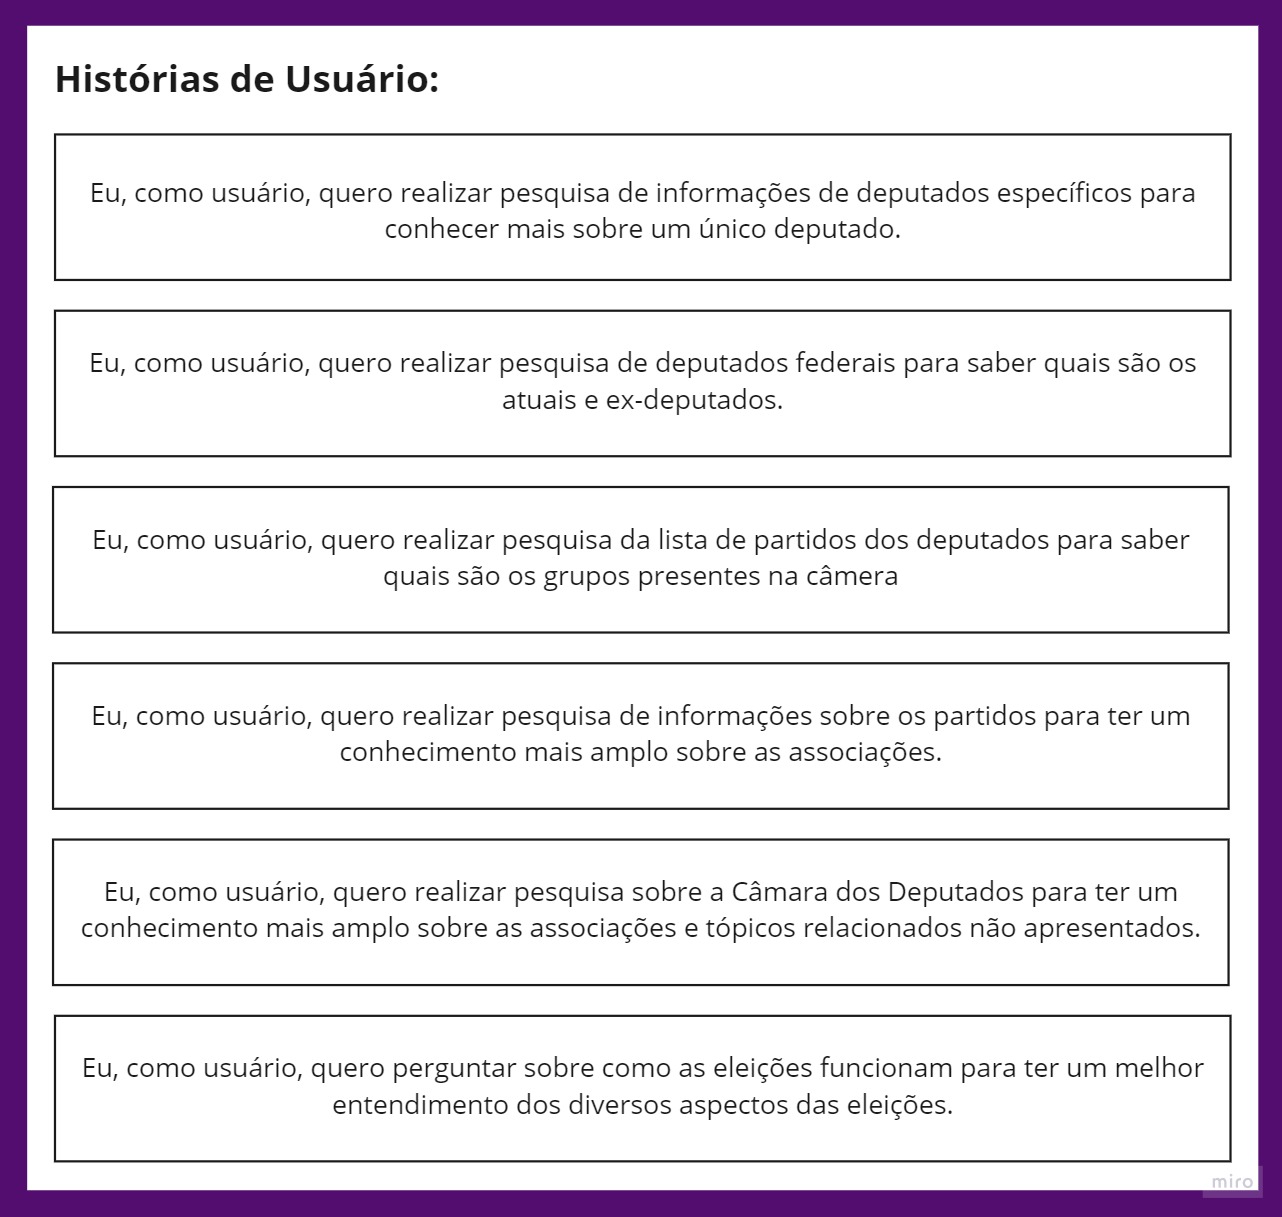 Histórias de Usuário:
Eu, como usuário, quero realizar pesquisa de informações de deputados específicos para
conhecer mais sobre um único deputado.
Eu, como usuário, quero realizar pesquisa de deputados federais para saber quais são os
atuais e ex-deputados.
Eu, como usuário, quero realizar pesquisa da lista de partidos dos deputados para saber
quais são os grupos presentes na câmera
Eu, como usuário, quero realizar pesquisa de informações sobre os partidos para ter um
conhecimento mais amplo sobre as associações.
Eu, como usuário, quero realizar pesquisa sobre a Câmara dos Deputados para ter um
conhecimento mais amplo sobre as associações e tópicos relacionados não apresentados.
Eu, como usuário, quero perguntar sobre como as eleições funcionam para ter um melhor
entendimento dos diversos aspectos das eleições.
miro